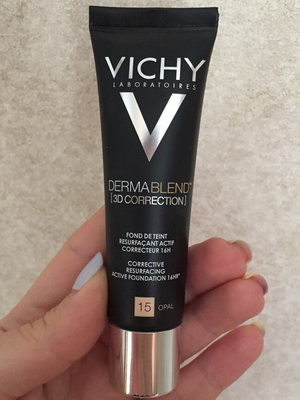 VICHY
LABORATOIRES
DERMABLEND™
[3D CORRECTION]
FOND DE TEINT
RESURFAÇANT ACTIF
CORRECTEUR 16H
CORRECTIVE
RESURFACING
ACTIVE FOUNDATION 16HR*
15 OPAL